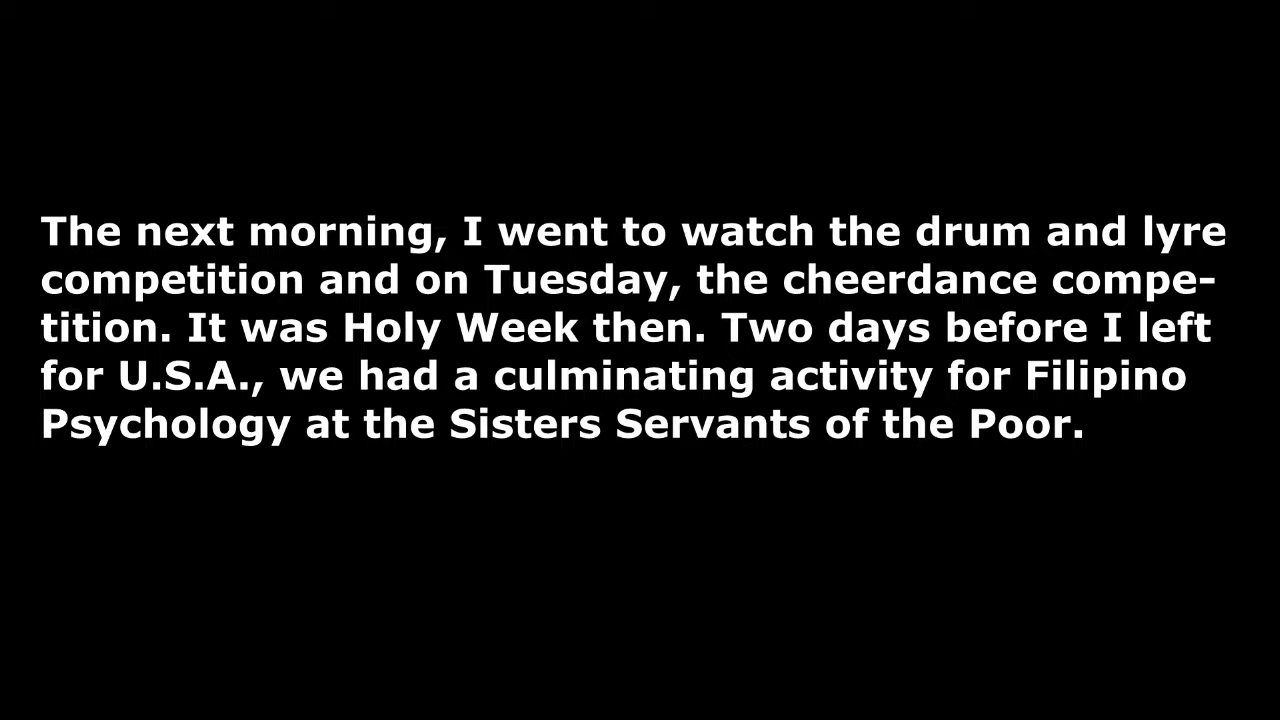 The next morning, I went to watch the drum and lyre
competition and on Tuesday, the cheerdance compe-
tition. It was Holy Week then. Two days before I left
for U.S.A., we had a culminating activity for Filipino
Psychology at the Sisters Servants of the Poor.